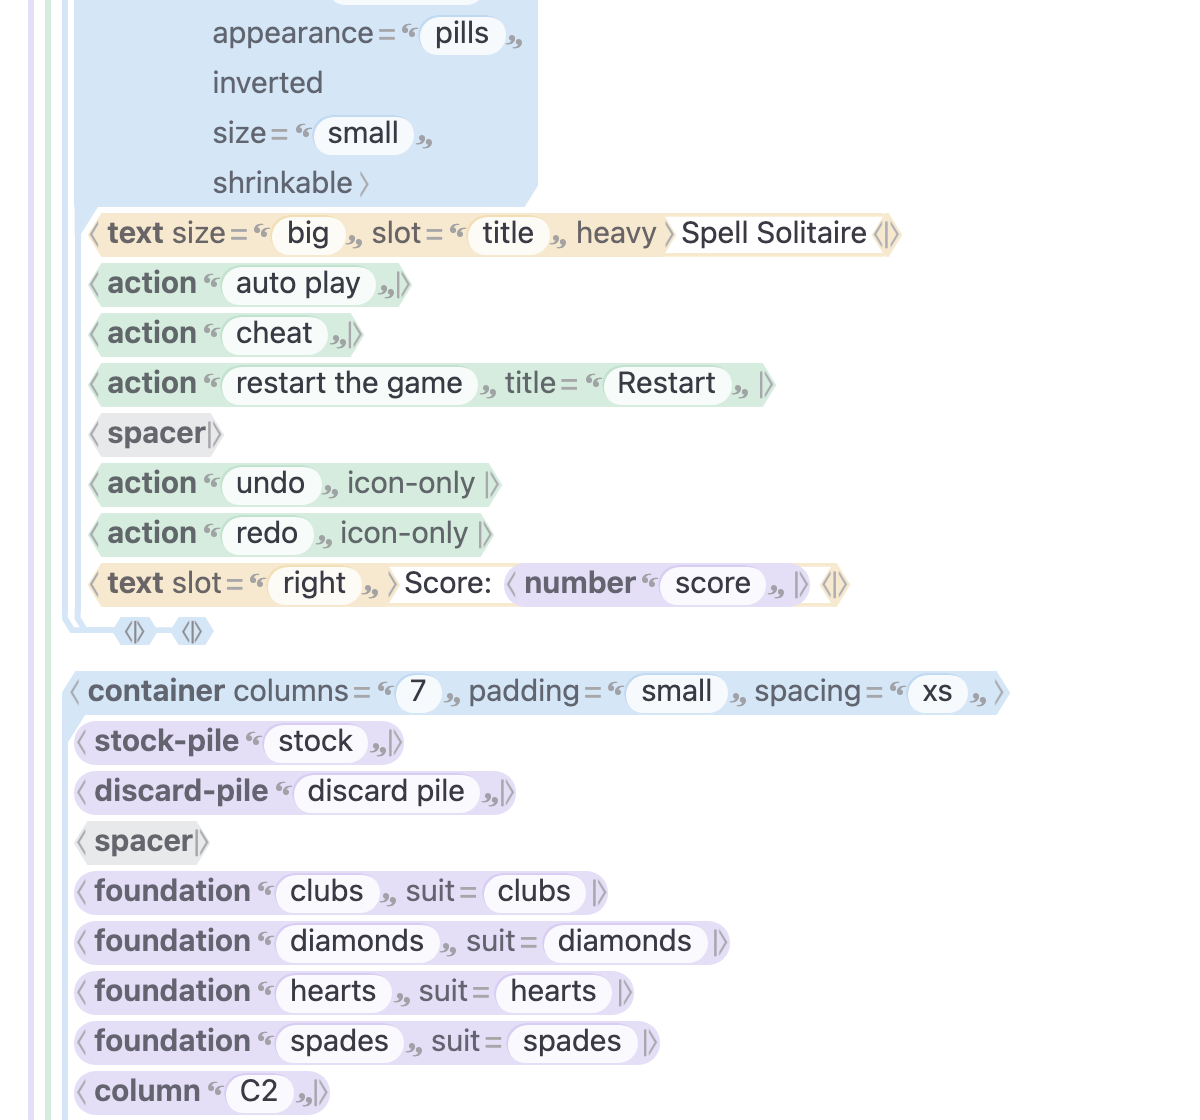 appearance=“pills„
inverted
size=“small„
shrinkable⟩
⟨text size=“big„ slot=“title„ heavy⟩Spell Solitaire⟨|⟩
⟨action “auto play„|⟩
⟨action “cheat„|⟩
⟨action “restart the game„ title=“Restart„ |⟩
⟨spacer|⟩
⟨action “undo„ icon-only |⟩
⟨action “redo„ icon-only |⟩
⟨text slot=“right„⟩Score: ⟨number “score„ |⟩ ⟨|⟩
⟨|⟩ ⟨|⟩
⟨container columns=“7„ padding=“small„ spacing=“xs„⟩
⟨stock-pile “stock„|⟩
⟨discard-pile “discard pile„|⟩
⟨spacer|⟩
⟨foundation “clubs„ suit=clubs |⟩
⟨foundation “diamonds„ suit=diamonds |⟩
⟨foundation “hearts„ suit=hearts |⟩
⟨foundation “spades„ suit=spades |⟩
⟨column “C2„|⟩